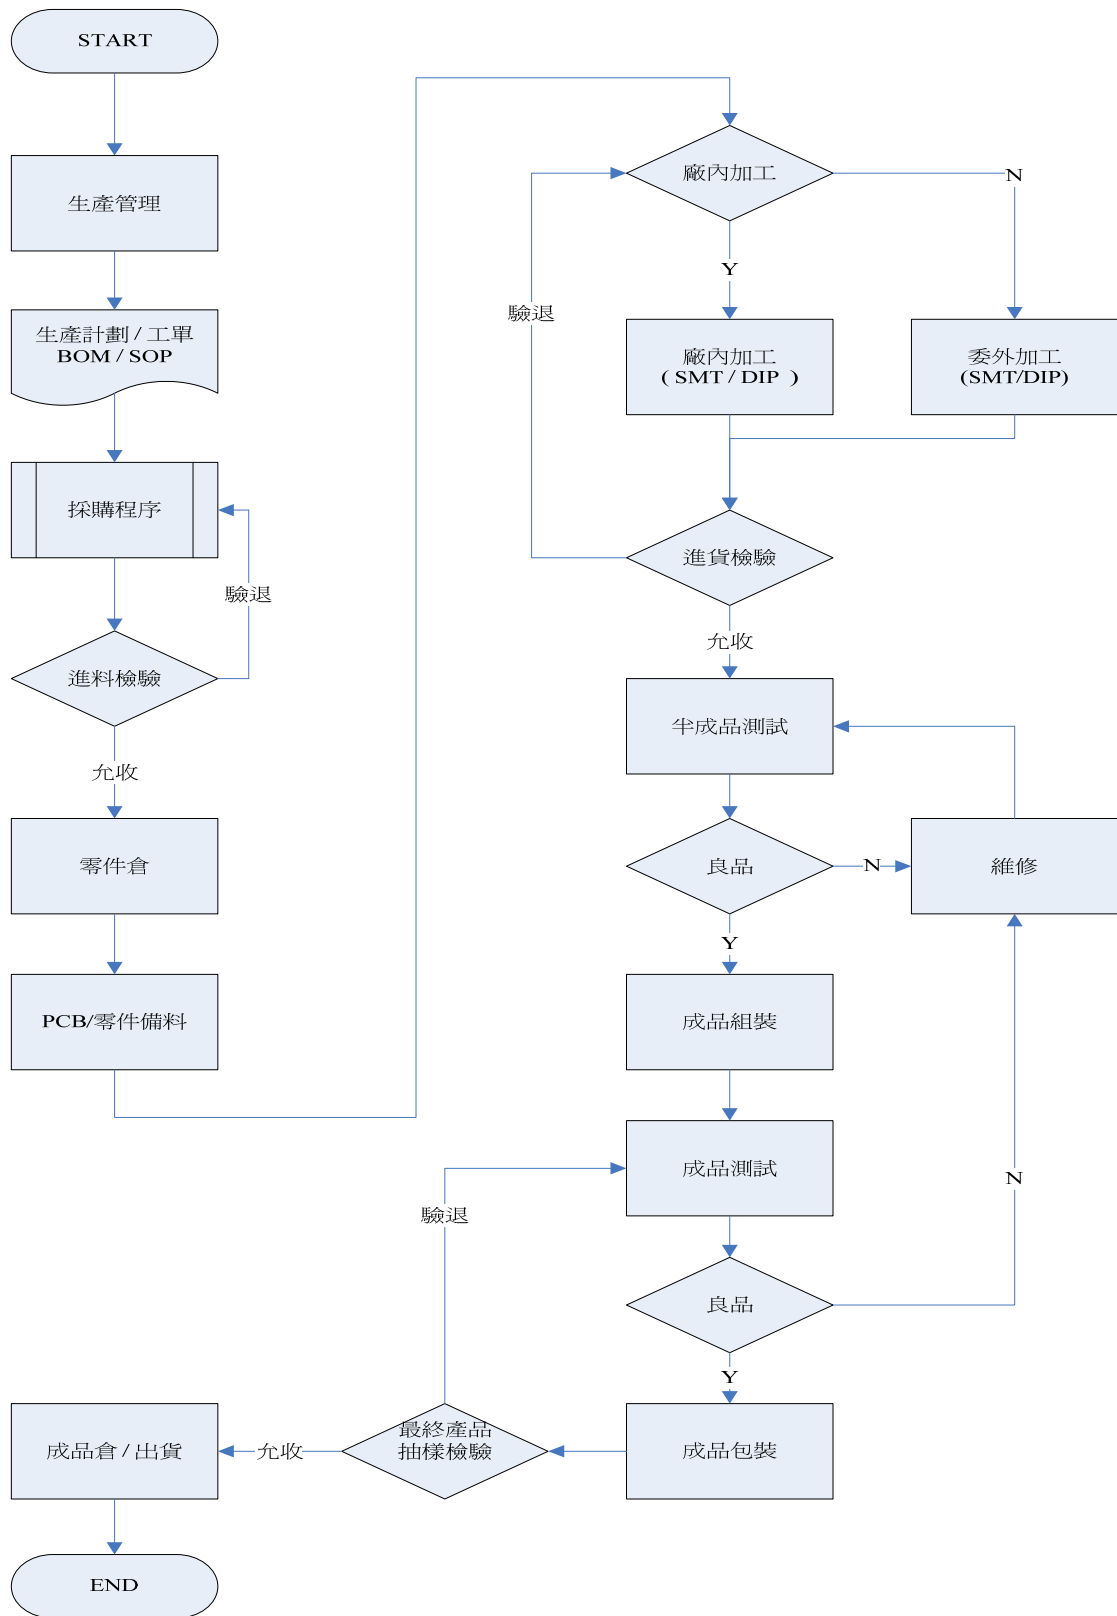 START
生產管理
生產計劃 / 工單
BOM / SOP
採購程序
驗退
進料檢驗
允收
零件倉
PCB/零件備料
廠內加工
N
Y
驗退
廠內加工
( SMT / DIP )
委外加工
(SMT/DIP)
進貨檢驗
允收
半成品測試
良品
N
維修
Y
成品組裝
成品測試
N
驗退
良品
Y
成品包裝
最終產品
抽樣檢驗
允收
成品倉 / 出貨
END